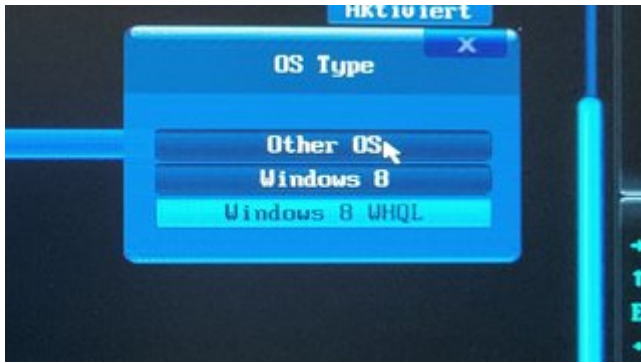 Aktiviert
X
OS Type
Other OS
Windows 8
Windows 8 WHQL